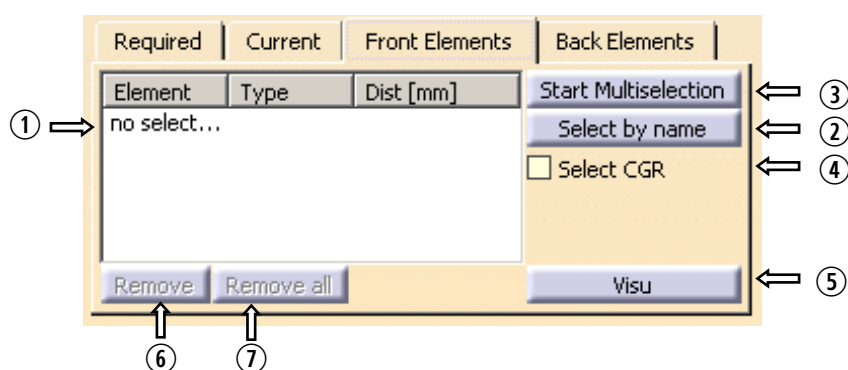 Required Current Front Elements Back Elements
Element Type Dist [mm] Start Multiselection ③
① no select... Select by name ②
Select CGR ④
Remove Remove all Visu ⑤
⑥ ⑦